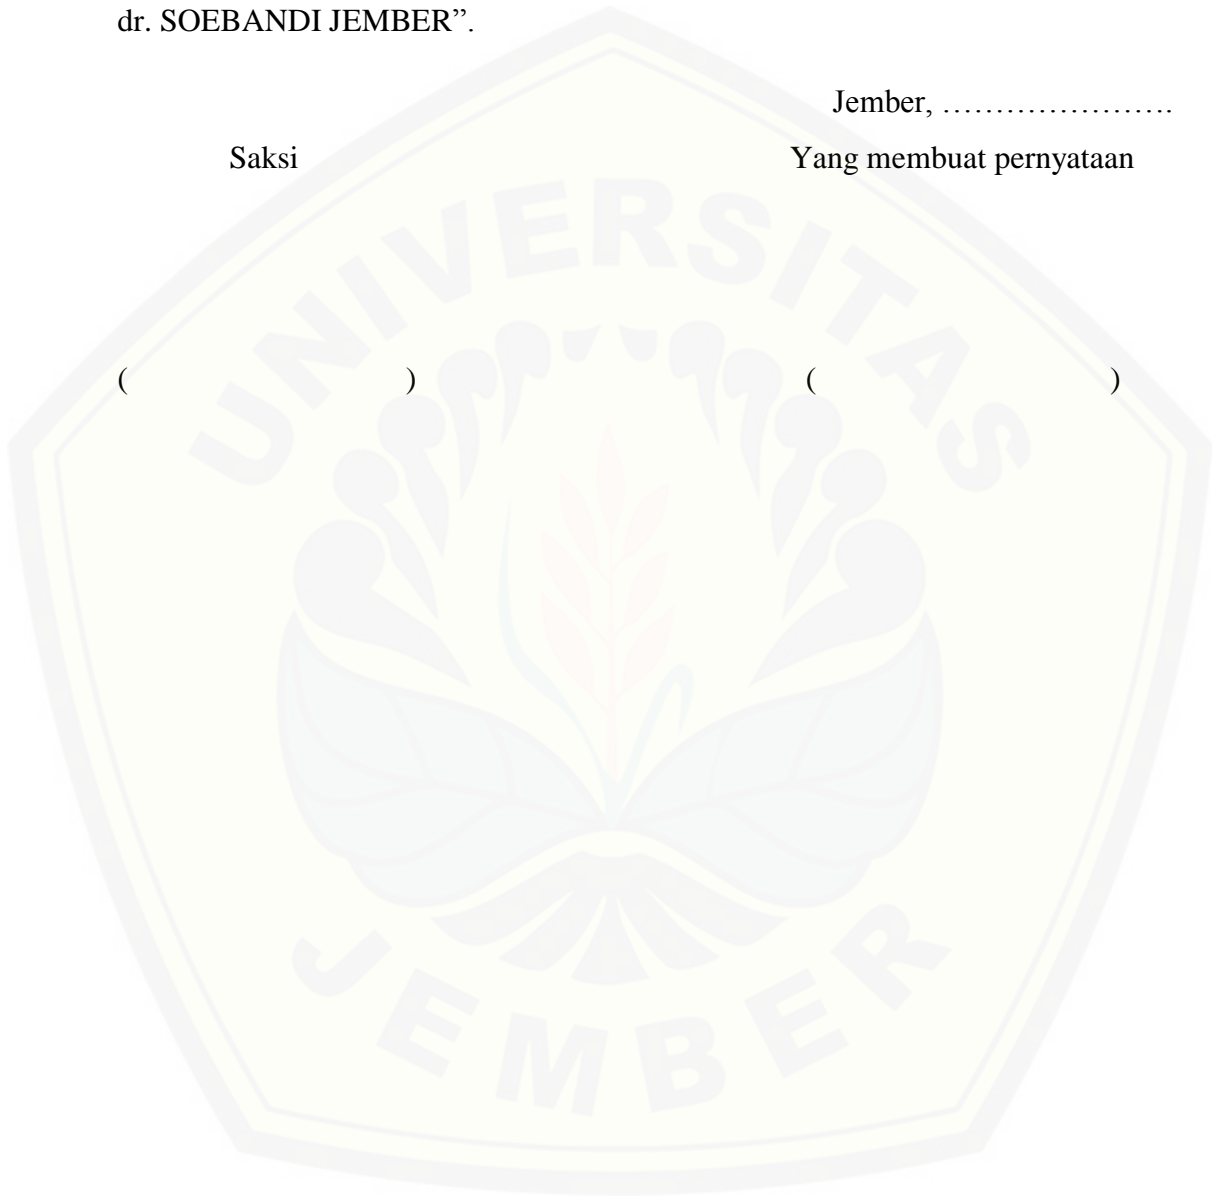 dr. SOEBANDI JEMBER”.
Jember, ………………….
Saksi Yang membuat pernyataan
( ) ( )
UNIVERSITAS
JEMBER